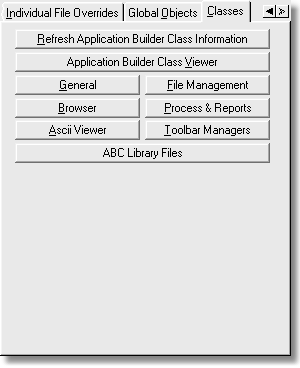 Individual File Overrides Global Objects Classes
Refresh Application Builder Class Information
Application Builder Class Viewer
General File Management
Browser Process & Reports
Ascii Viewer Toolbar Managers
ABC Library Files